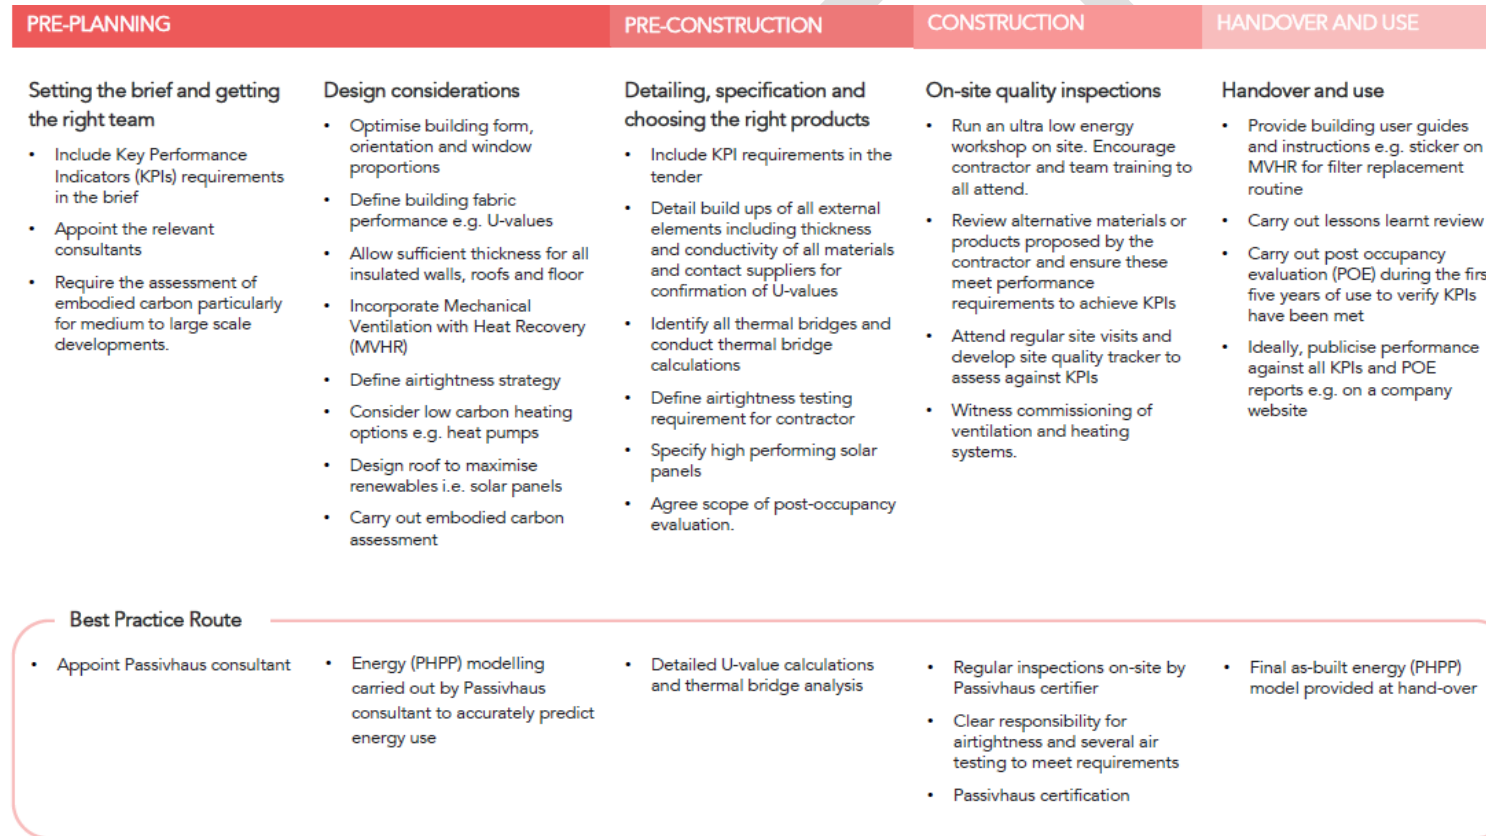 PRE-PLANNING
PRE-CONSTRUCTION
CONSTRUCTION
HANDOVER AND USE
Setting the brief and getting
the right team
• Include Key Performance
Indicators (KPIs) requirements
in the brief
• Appoint the relevant
consultants
• Require the assessment of
embodied carbon particularly
for medium to large scale
developments.
Design considerations
• Optimise building form,
orientation and window
proportions
• Define building fabric
performance e.g. U-values
• Allow sufficient thickness for all
insulated walls, roofs and floor
• Incorporate Mechanical
Ventilation with Heat Recovery
(MVHR)
• Define airtightness strategy
• Consider low carbon heating
options e.g. heat pumps
• Design roof to maximise
renewables i.e. solar panels
• Carry out embodied carbon
assessment
Detailing, specification and
choosing the right products
• Include KPI requirements in the
tender
• Detail build ups of all external
elements including thickness
and conductivity of all materials
and contact suppliers for
confirmation of U-values
• Identify all thermal bridges and
conduct thermal bridge
calculations
• Define airtightness testing
requirement for contractor
• Specify high performing solar
panels
• Agree scope of post-occupancy
evaluation.
On-site quality inspections
• Run an ultra low energy
workshop on site. Encourage
contractor and team training to
all attend.
• Review alternative materials or
products proposed by the
contractor and ensure these
meet performance
requirements to achieve KPIs
• Attend regular site visits and
develop site quality tracker to
assess against KPIs
• Witness commissioning of
ventilation and heating
systems.
Handover and use
• Provide building user guides
and instructions e.g. sticker on
MVHR for filter replacement
routine
• Carry out lessons learnt review
• Carry out post occupancy
evaluation (POE) during the firs
five years of use to verify KPIs
have been met
• Ideally, publicise performance
against all KPIs and POE
reports e.g. on a company
website
Best Practice Route
• Appoint Passivhaus consultant
• Energy (PHPP) modelling
carried out by Passivhaus
consultant to accurately predict
energy use
• Detailed U-value calculations
and thermal bridge analysis
• Regular inspections on-site by
Passivhaus certifier
• Clear responsibility for
airtightness and several air
testing to meet requirements
• Passivhaus certification
• Final as-built energy (PHPP)
model provided at hand-over